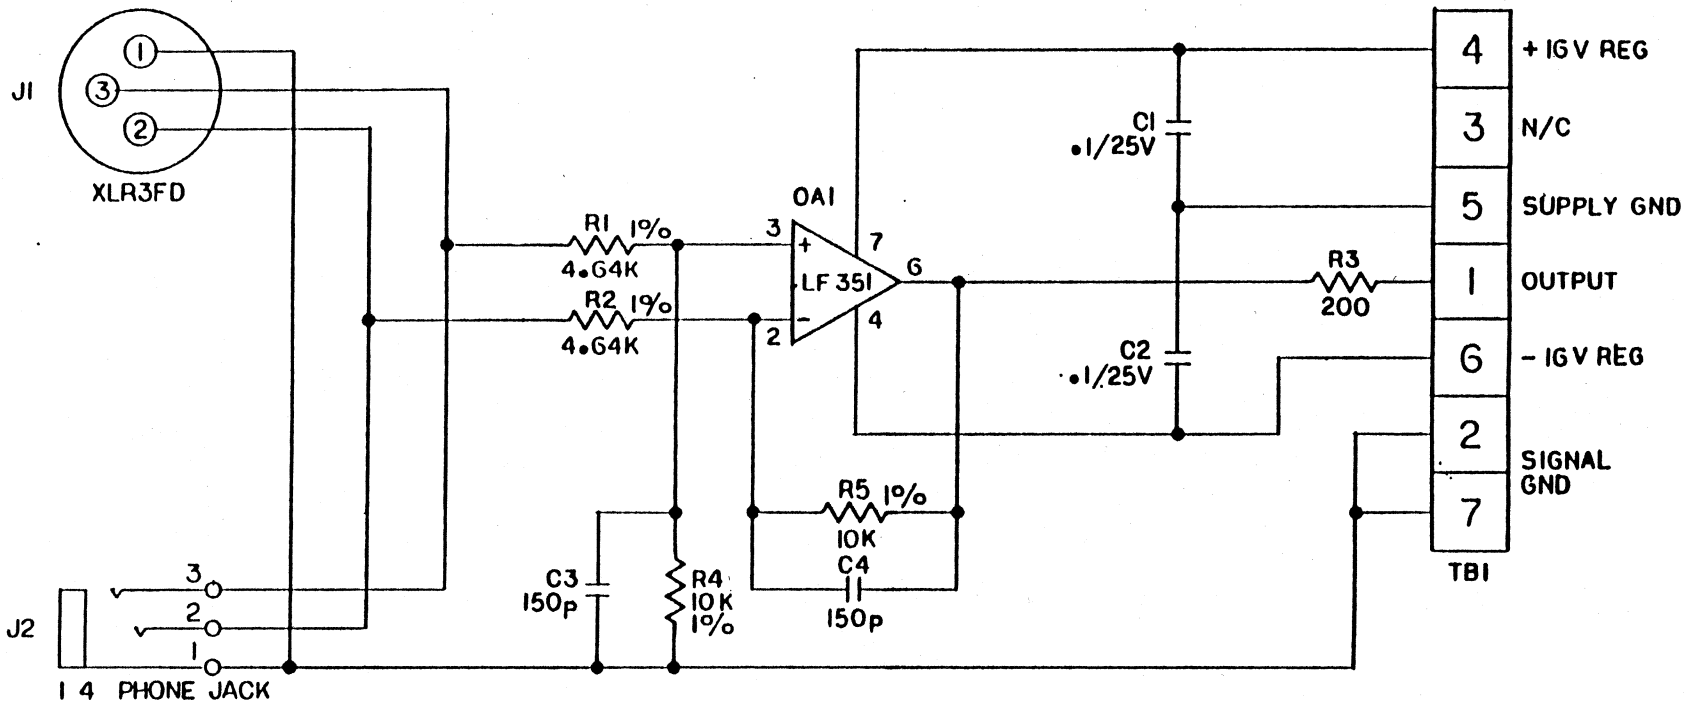 J1
1
3
2
XLR3FD
R1 1%
4.64K
R2 1%
4.64K
OA1
3
+
7
LF 351
6
-
2
4
C1
.1/25V
C2
.1/25V
R3
200
4 +16V REG
3 N/C
5 SUPPLY GND
1 OUTPUT
6 -16V REG
2
SIGNAL
GND
7
TB1
R5 1%
10K
C4
150p
C3
150p
R4
10K
1%
J2
3
2
1
1 4 PHONE JACK